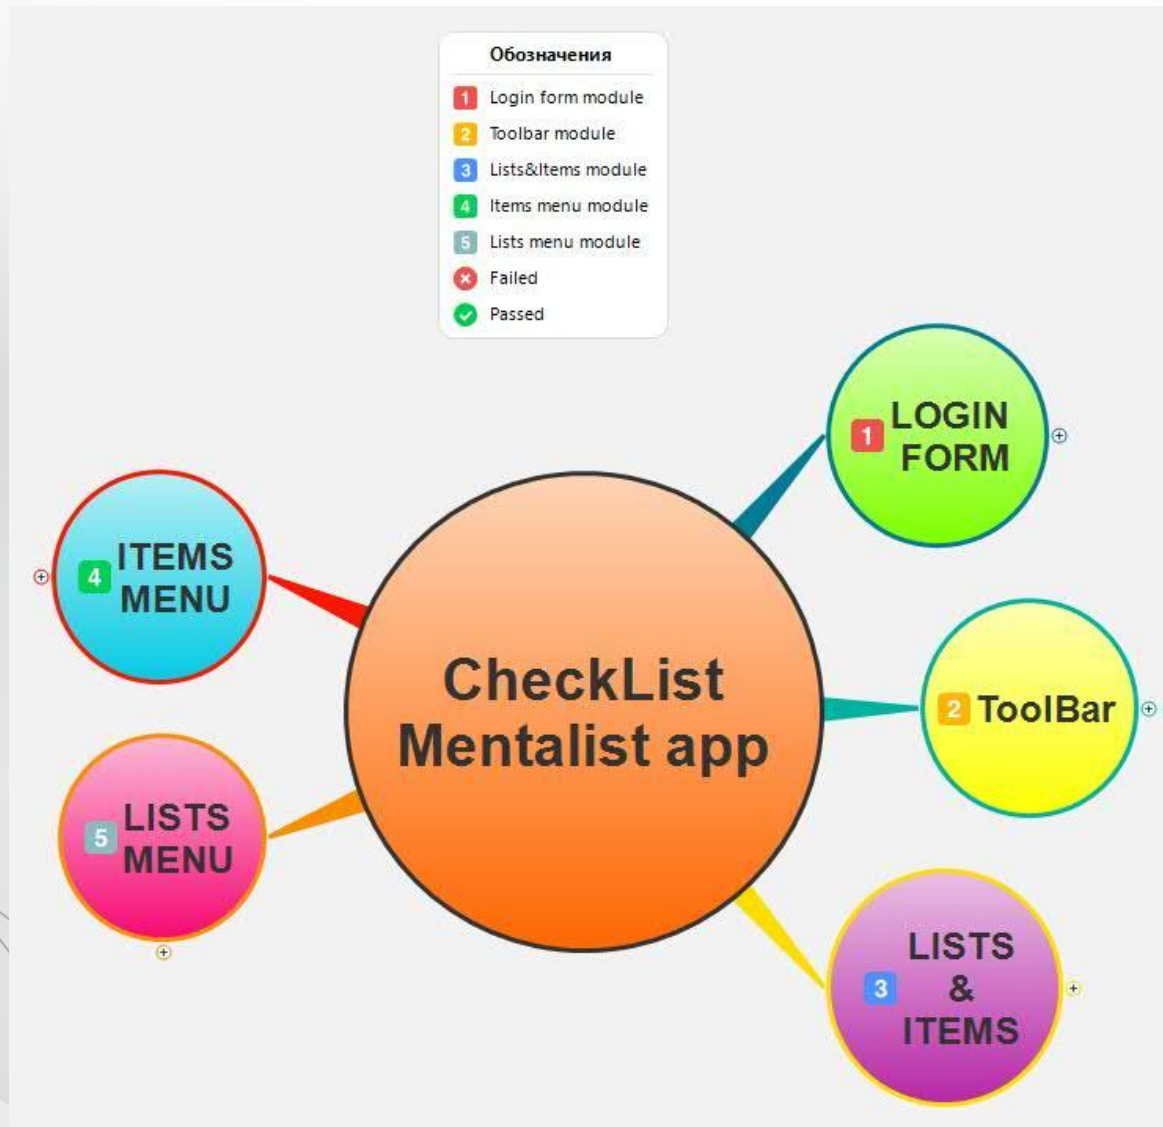 Обозначения
1 Login form module
2 Toolbar module
3 Lists&Items module
4 Items menu module
5 Lists menu module
Failed
Passed
1 LOGIN
FORM
4 ITEMS
MENU
CheckList
Mentalist app
2 ToolBar
5 LISTS
MENU
LISTS
3 &
ITEMS